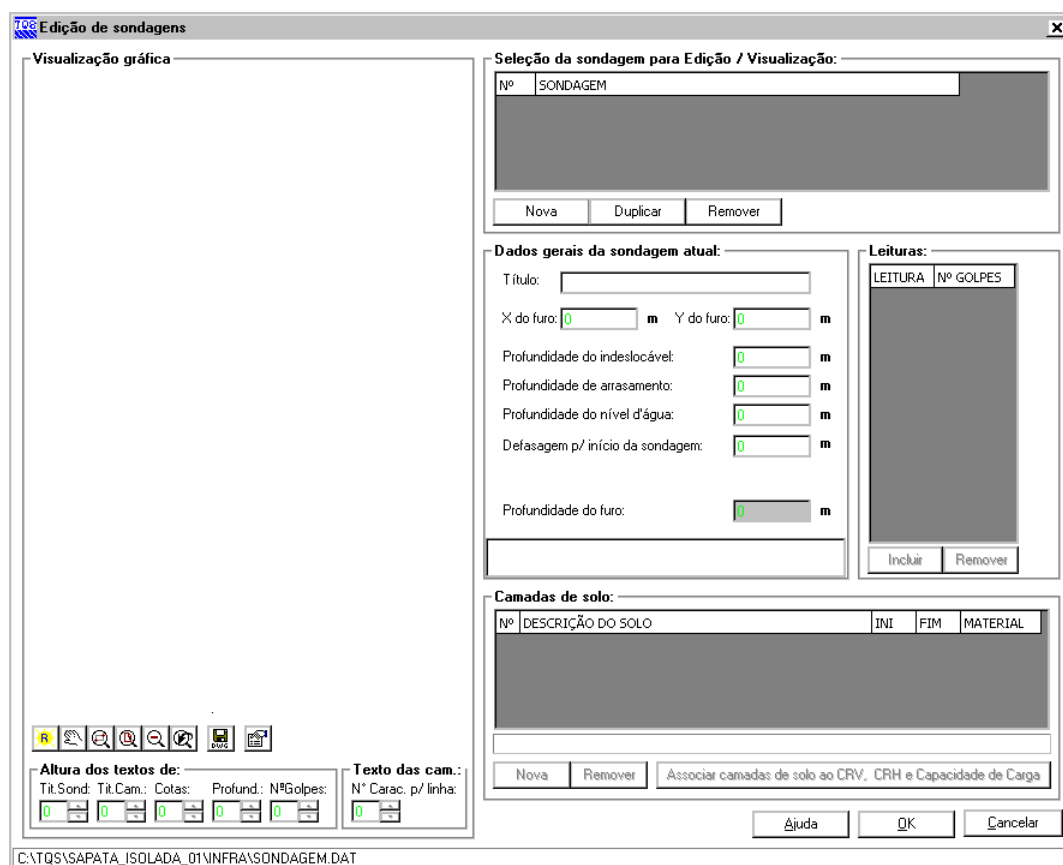 TQS Edição de sondagens
Visualização gráfica
Seleção da sondagem para Edição / Visualização:
Nº SONDAGEM
Nova Duplicar Remover
Dados gerais da sondagem atual:
Título:
X do furo: 0 m Y do furo: 0 m
Profundidade do indeslocável: 0 m
Profundidade de arrasamento: 0 m
Profundidade do nível d'água: 0 m
Defasagem p/ início da sondagem: 0 m
Profundidade do furo: 0 m
Leituras:
LEITURA Nº GOLPES
Incluir Remover
Camadas de solo:
Nº DESCRIÇÃO DO SOLO INI FIM MATERIAL
Nova Remover Associar camadas de solo ao CRV, CRH e Capacidade de Carga
R DWG
Altura dos textos de:
Tit.Sond: Tit.Cam.: Cotas: Profund.: NºGolpes:
0 0 0 0 0
Texto das cam.:
N° Carac. p/ linha:
0
Ajuda OK Cancelar
C:\TQS\SAPATA_ISOLADA_01\INFRA\SONDAGEM.DAT